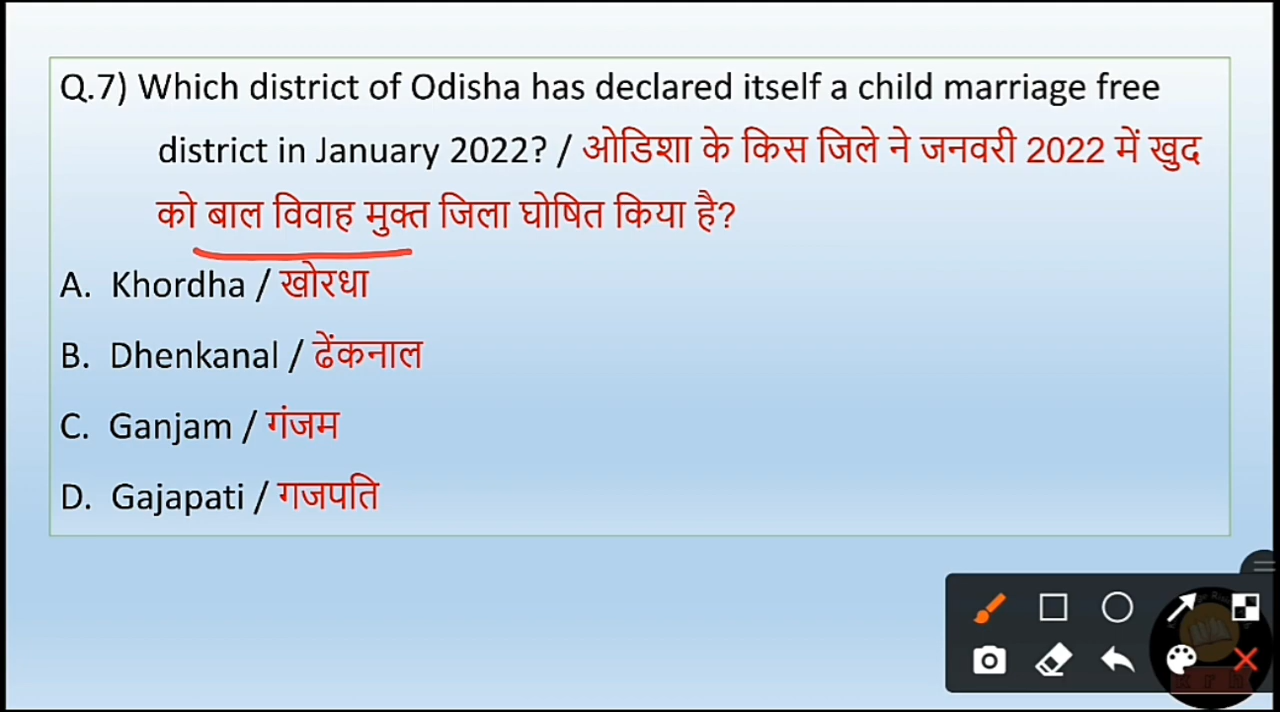 Q.7) Which district of Odisha has declared itself a child marriage free
district in January 2022? / ओडिशा के किस जिले ने जनवरी 2022 में खुद
को बाल विवाह मुक्त जिला घोषित किया है?
A. Khordha / खोरधा
B. Dhenkanal / ढेंकनाल
C. Ganjam / गंजम
D. Gajapati / गजपति